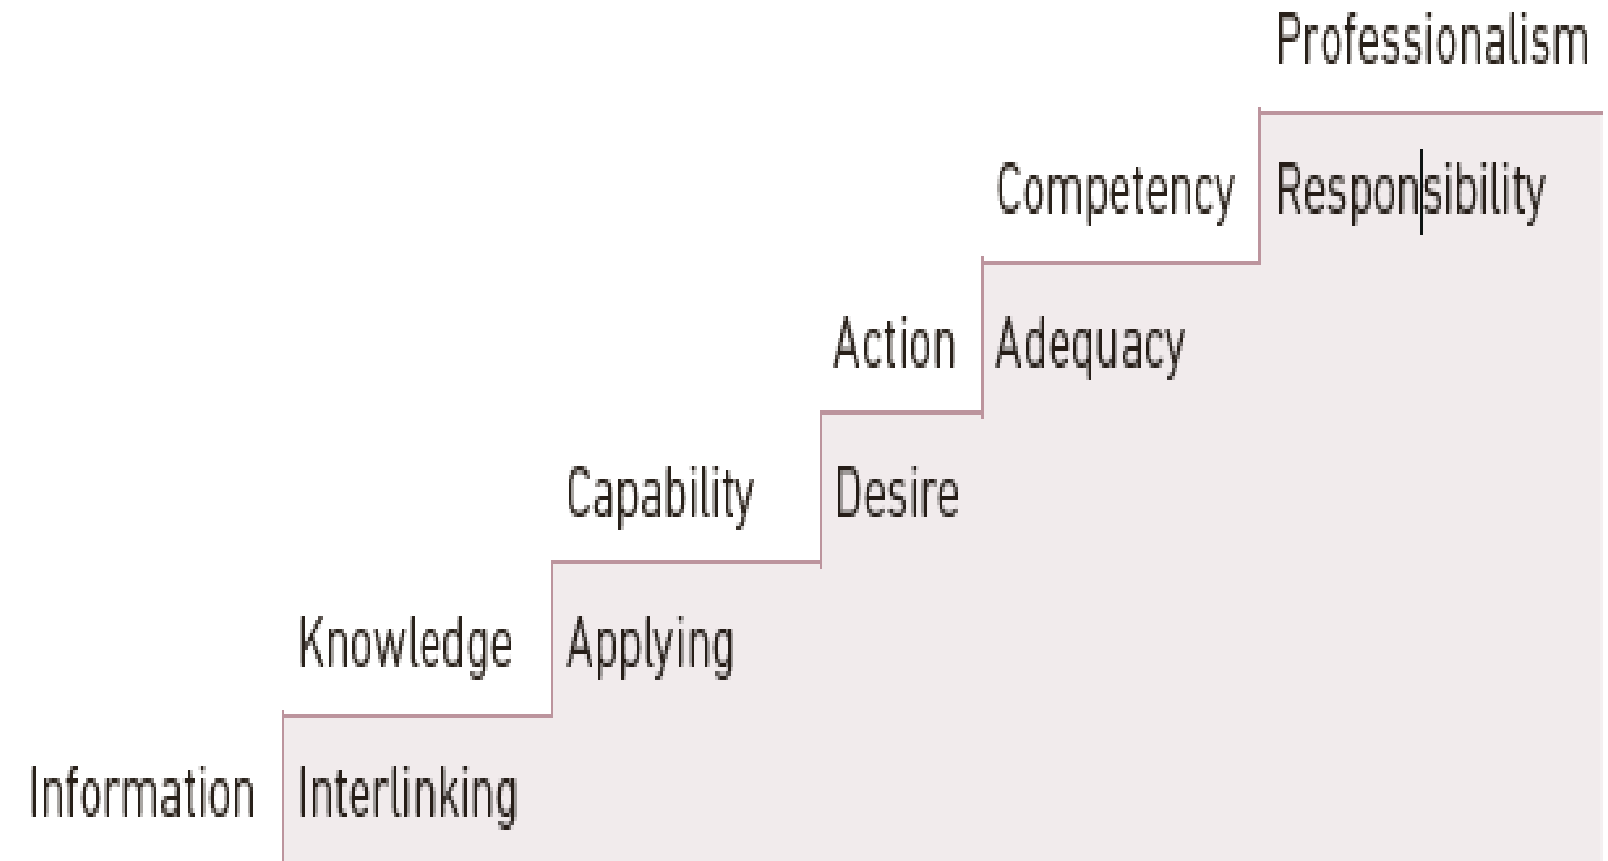 Professionalism
Competency Responsibility
Action Adequacy
Capability Desire
Knowledge Applying
Information Interlinking